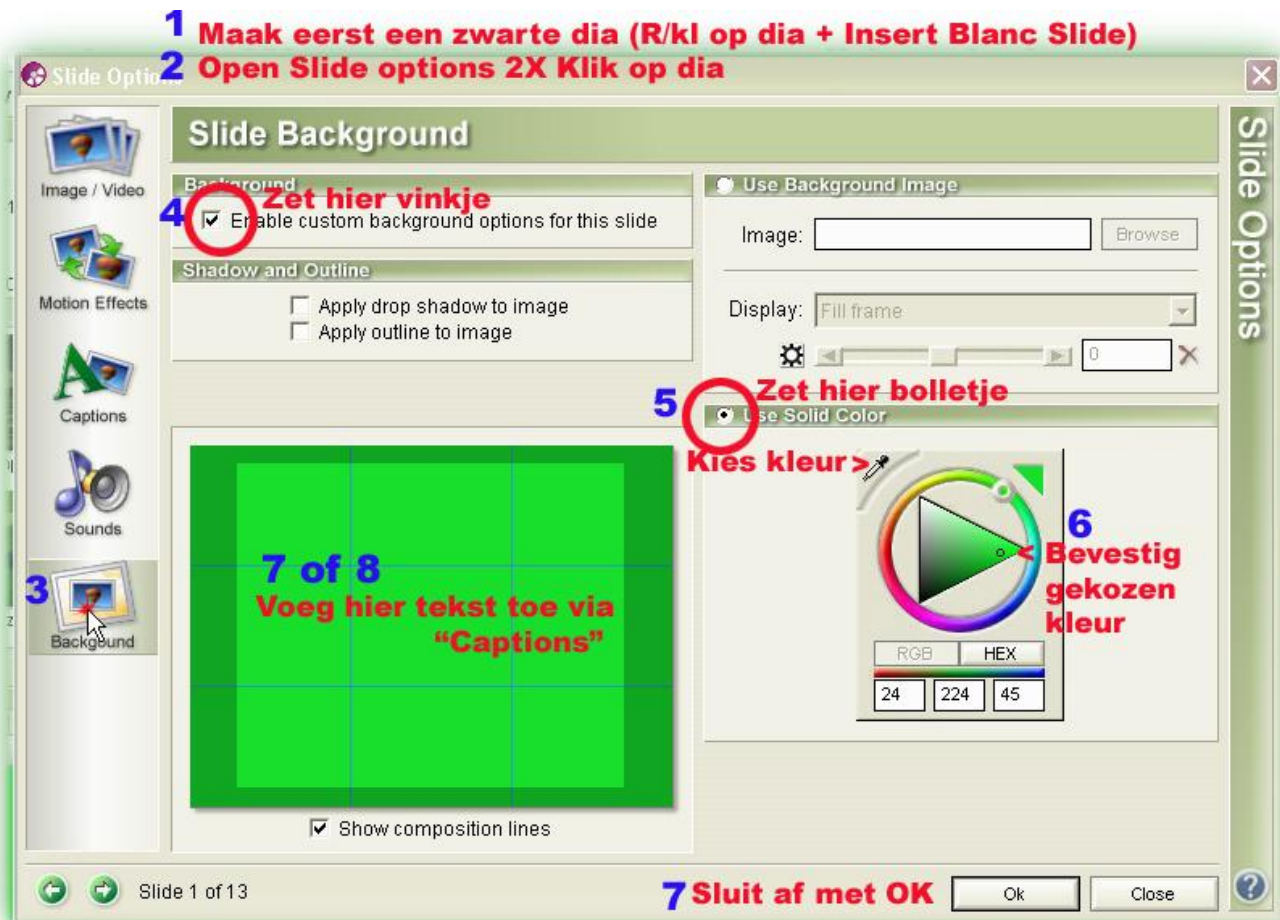 1 Maak eerst een zwarte dia (R/kl op dia + Insert Blanc Slide)
2 Open Slide options 2X Klik op dia
Slide Options
Slide Options
Image / Video
Motion Effects
Captions
Sounds
3
Background
Slide Background
Background
Zet hier vinkje
4
Enable custom background options for this slide
Shadow and Outline
Apply drop shadow to image
Apply outline to image
7 of 8
Voeg hier tekst toe via
“Captions”
Show composition lines
Use Background Image
Image:
Browse
Display:
Fill frame
0
Zet hier bolletje
5
Use Solid Color
Kies kleur>
6
< Bevestig
gekozen
kleur
RGB HEX
24 224 45
Slide 1 of 13
7 Sluit af met OK
Ok
Close
?